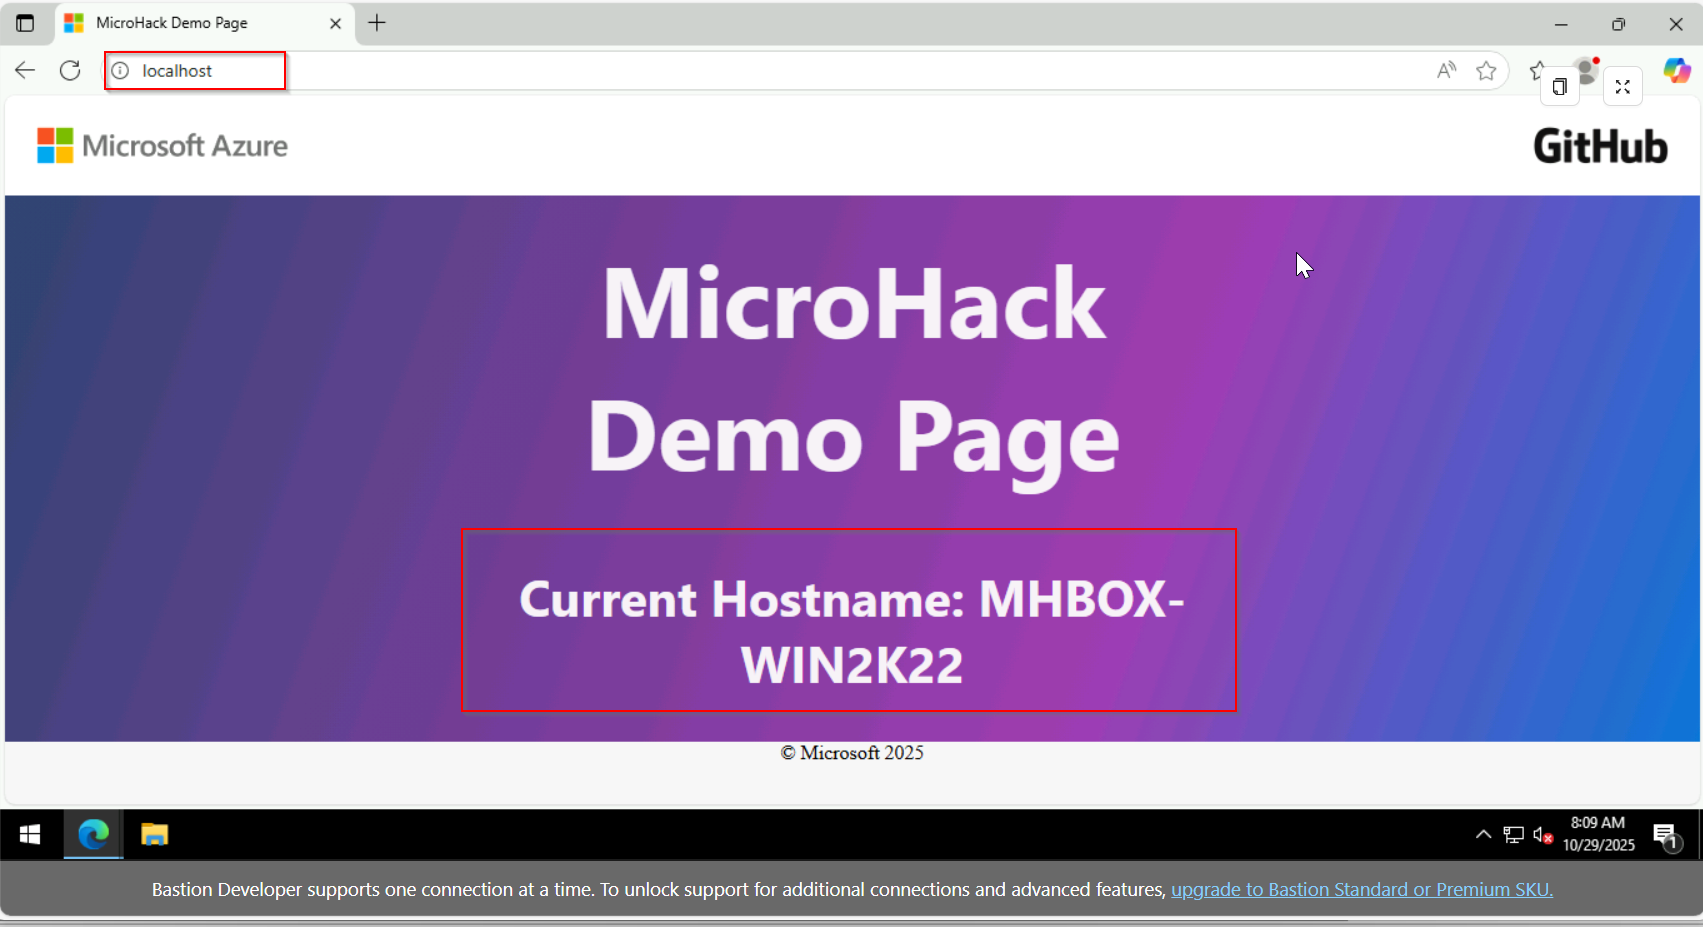 MicroHack Demo Page
localhost
Microsoft Azure
GitHub
MicroHack
Demo Page
Current Hostname: MHBOX-
WIN2K22
© Microsoft 2025
8:09 AM
10/29/2025
1
Bastion Developer supports one connection at a time. To unlock support for additional connections and advanced features, upgrade to Bastion Standard or Premium SKU.